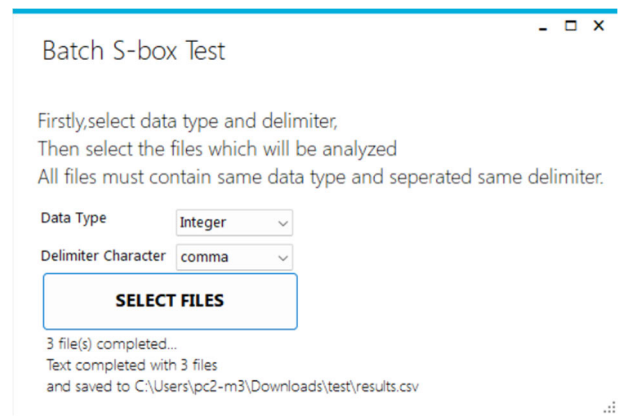 Batch S-box Test
Firstly,select data type and delimiter,
Then select the files which will be analyzed
All files must contain same data type and seperated same delimiter.
Data Type Integer
Delimiter Character comma
SELECT FILES
3 file(s) completed...
Text completed with 3 files
and saved to C:\Users\pc2-m3\Downloads\test\results.csv